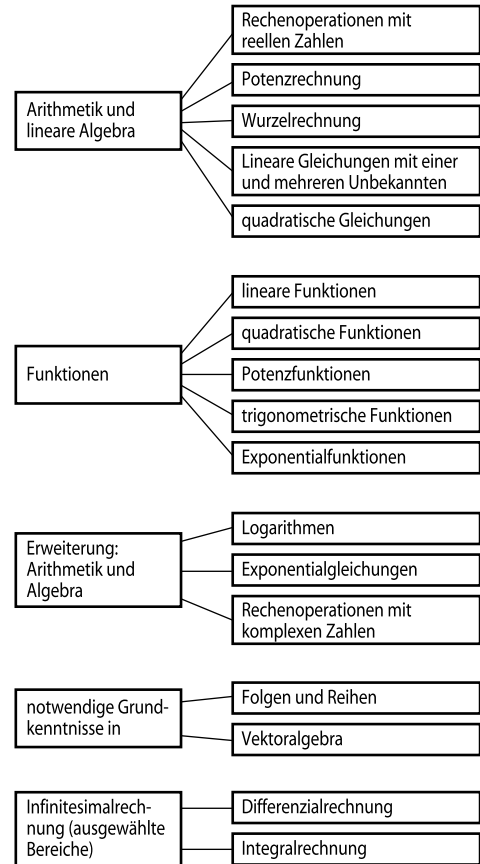 Arithmetik und
lineare Algebra
Rechenoperationen mit
reellen Zahlen
Potenzrechnung
Wurzelrechnung
Lineare Gleichungen mit einer
und mehreren Unbekannten
quadratische Gleichungen
Funktionen
lineare Funktionen
quadratische Funktionen
Potenzfunktionen
trigonometrische Funktionen
Exponentialfunktionen
Erweiterung:
Arithmetik und
Algebra
Logarithmen
Exponentialgleichungen
Rechenoperationen mit
komplexen Zahlen
notwendige Grund-
kenntnisse in
Folgen und Reihen
Vektoralgebra
Infinitesimalrech-
nung (ausgewählte
Bereiche)
Differenzialrechnung
Integralrechnung